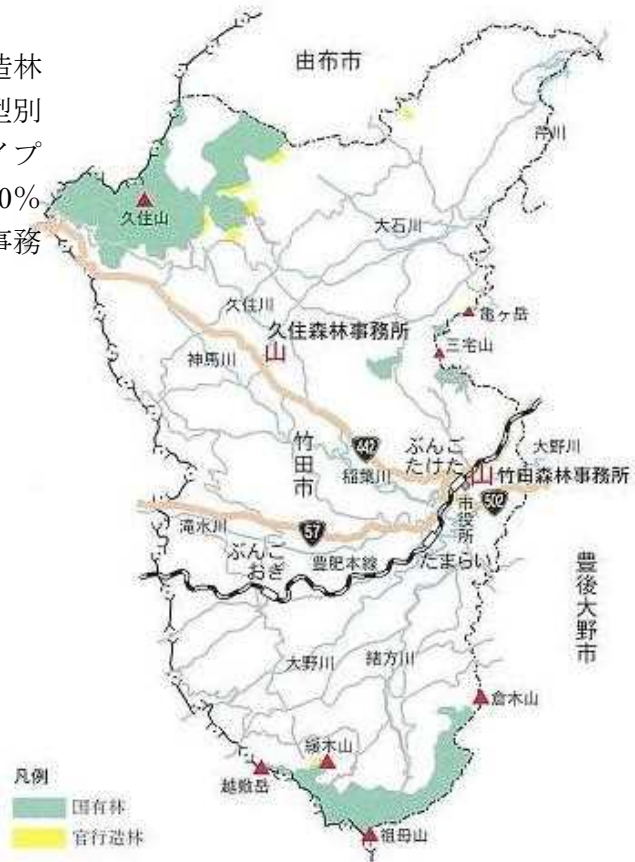 造林
型別
イプ
0%
事務
由布市
芹川
久住山
大石川
久住川
亀ヶ岳
久住森林事務所
三宅山
神馬川
竹田市
442
ぶんご
たけた
大野川
稲葉川
竹田森林事務所
502
市役所
滝水川
57
ぶんご
おぎ
豊肥本線
たまらい
豊後大野市
大野川
緒方川
倉木山
緩木山
越敷岳
祖母山
凡例
国有林
官行造林